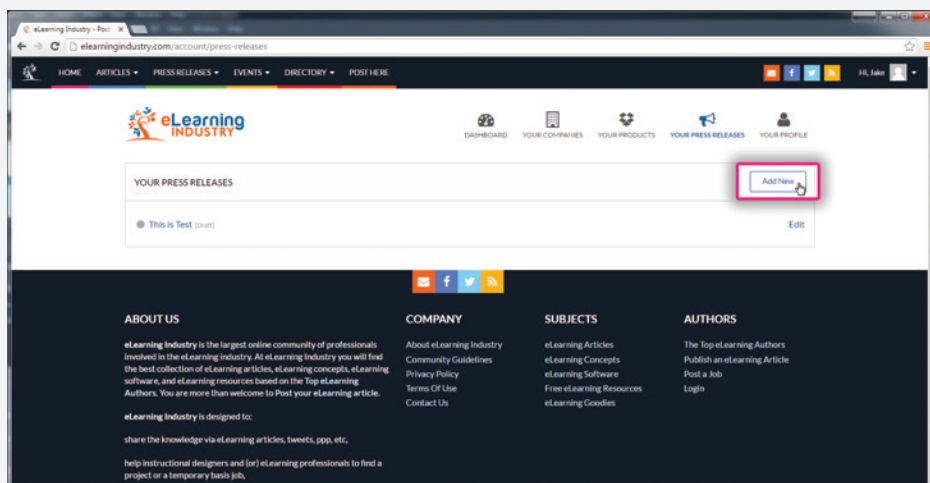 eLearning Industry - Post
elearningindustry.com/account/press-releases
HOME ARTICLES PRESS RELEASES EVENTS DIRECTORY POST HERE
Hi, Jake
eLearning
INDUSTRY
DASHBOARD YOUR COMPANIES YOUR PRODUCTS YOUR PRESS RELEASES YOUR PROFILE
YOUR PRESS RELEASES
Add New
This is Test [Draft]
Edit
ABOUT US
eLearning Industry is the largest online community of professionals
involved in the eLearning industry. At eLearning Industry you will find
the best collection of eLearning articles, eLearning concepts, eLearning
software, and eLearning resources based on the Top eLearning
Authors. You are more than welcome to Post your eLearning article.
eLearning Industry is designed to:
share the knowledge via eLearning articles, tweets, ppp, etc,
help instructional designers and (or) eLearning professionals to find a
project or a temporary basis job,
COMPANY
About eLearning Industry
Community Guidelines
Privacy Policy
Terms Of Use
Contact Us
SUBJECTS
eLearning Articles
eLearning Concepts
eLearning Software
Free eLearning Resources
eLearning Goodies
AUTHORS
The Top eLearning Authors
Publish an eLearning Article
Post a Job
Login